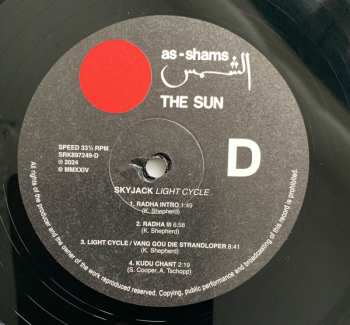 as-shams
الشمس
THE SUN
SPEED 33⅓ RPM
SRK897249-D
℗ 2024
© MMXXIV
D
SKYJACK LIGHT CYCLE
1. RADHA INTRO 1:49
(K. Shepherd)
2. RADHA III 6:58
(K. Shepherd)
3. LIGHT CYCLE / VANG GOU DIE STRANDLOPER 8:41
(K. Shepherd)
4. KUDU CHANT 2:19
(S. Cooper, A. Tschopp)
All rights of the producer and the owner of the work reproduced reserved. Copying, public performance and broadcasting of this record is prohibited.